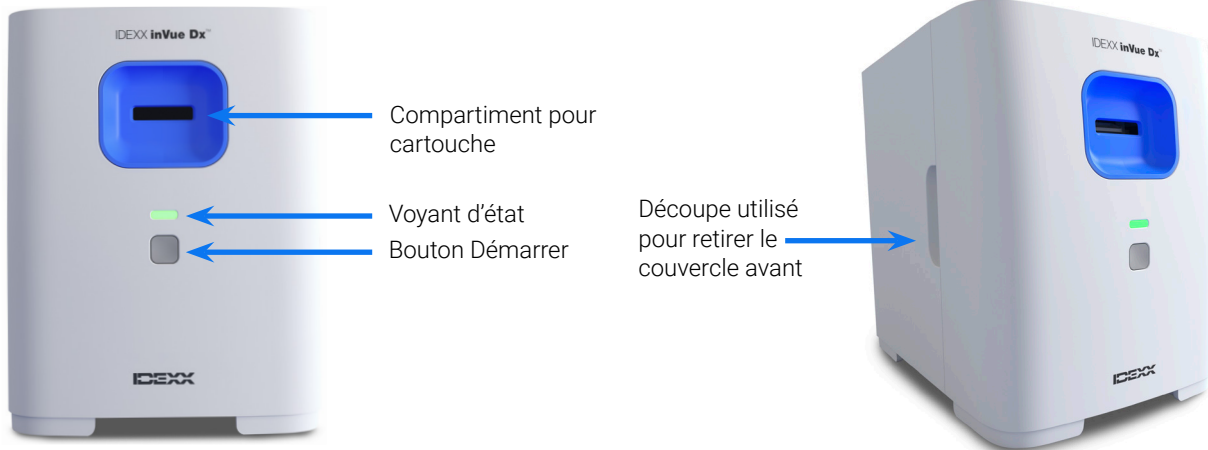 IDEXX inVue Dx™
Compartiment pour
cartouche
Voyant d'état
Bouton Démarrer
IDEXX
IDEXX inVue Dx™
Découpe utilisé
pour retirer le
couvercle avant
IDEXX